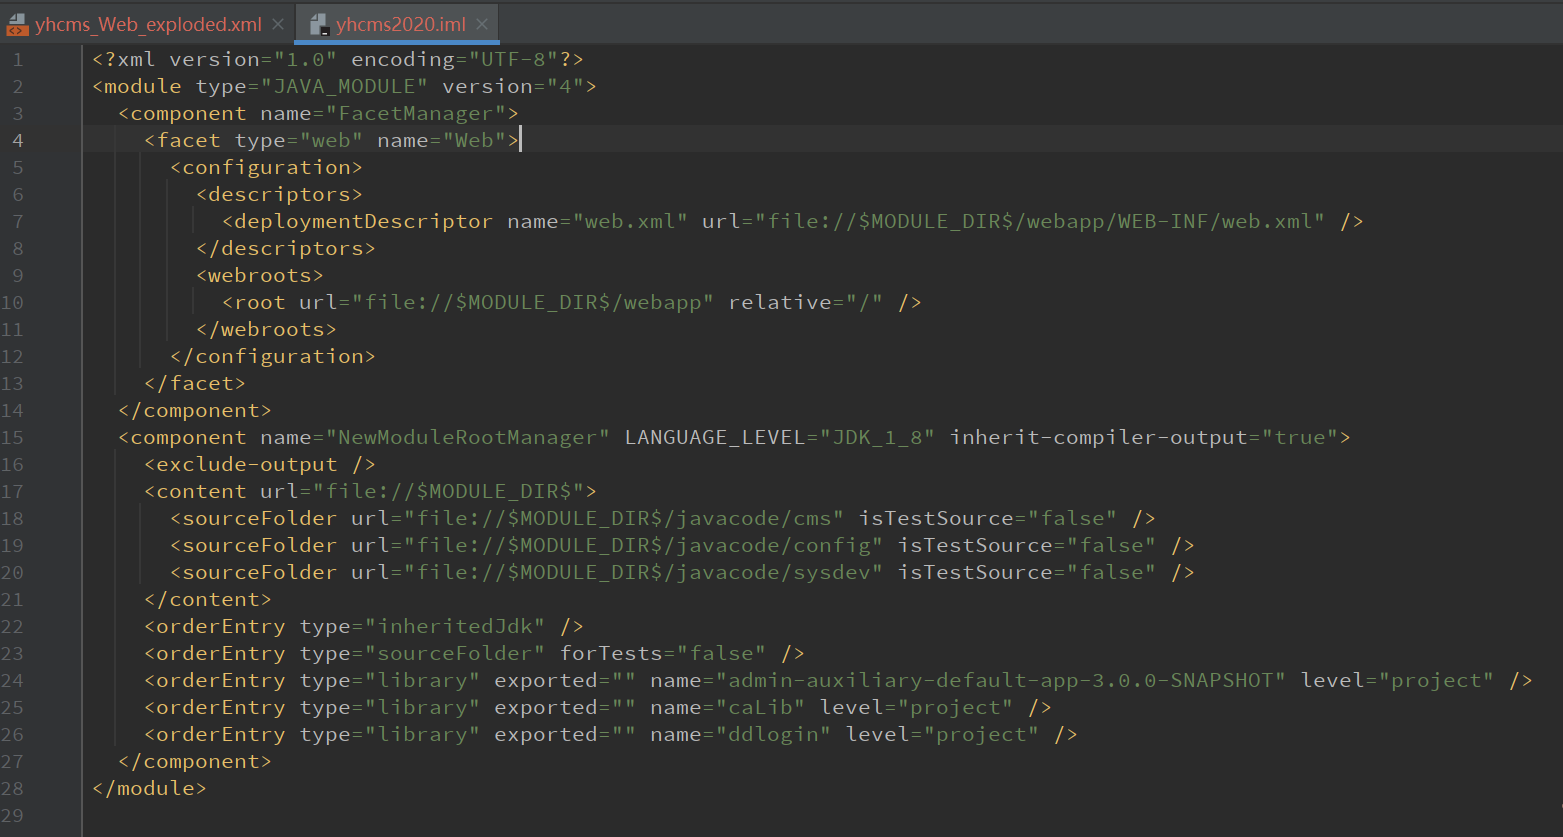 yhcms_Web_exploded.xml yhcms2020.iml
1 <?xml version="1.0" encoding="UTF-8"?>
2 <module type="JAVA_MODULE" version="4">
3 <component name="FacetManager">
4 <facet type="web" name="Web">
5 <configuration>
6 <descriptors>
7 <deploymentDescriptor name="web.xml" url="file://$MODULE_DIR$/webapp/WEB-INF/web.xml" />
8 </descriptors>
9 <webroots>
10 <root url="file://$MODULE_DIR$/webapp" relative="/" />
11 </webroots>
12 </configuration>
13 </facet>
14 </component>
15 <component name="NewModuleRootManager" LANGUAGE_LEVEL="JDK_1_8" inherit-compiler-output="true">
16 <exclude-output />
17 <content url="file://$MODULE_DIR$">
18 <sourceFolder url="file://$MODULE_DIR$/javacode/cms" isTestSource="false" />
19 <sourceFolder url="file://$MODULE_DIR$/javacode/config" isTestSource="false" />
20 <sourceFolder url="file://$MODULE_DIR$/javacode/sysdev" isTestSource="false" />
21 </content>
22 <orderEntry type="inheritedJdk" />
23 <orderEntry type="sourceFolder" forTests="false" />
24 <orderEntry type="library" exported="" name="admin-auxiliary-default-app-3.0.0-SNAPSHOT" level="project" />
25 <orderEntry type="library" exported="" name="caLib" level="project" />
26 <orderEntry type="library" exported="" name="ddlogin" level="project" />
27 </component>
28 </module>
29